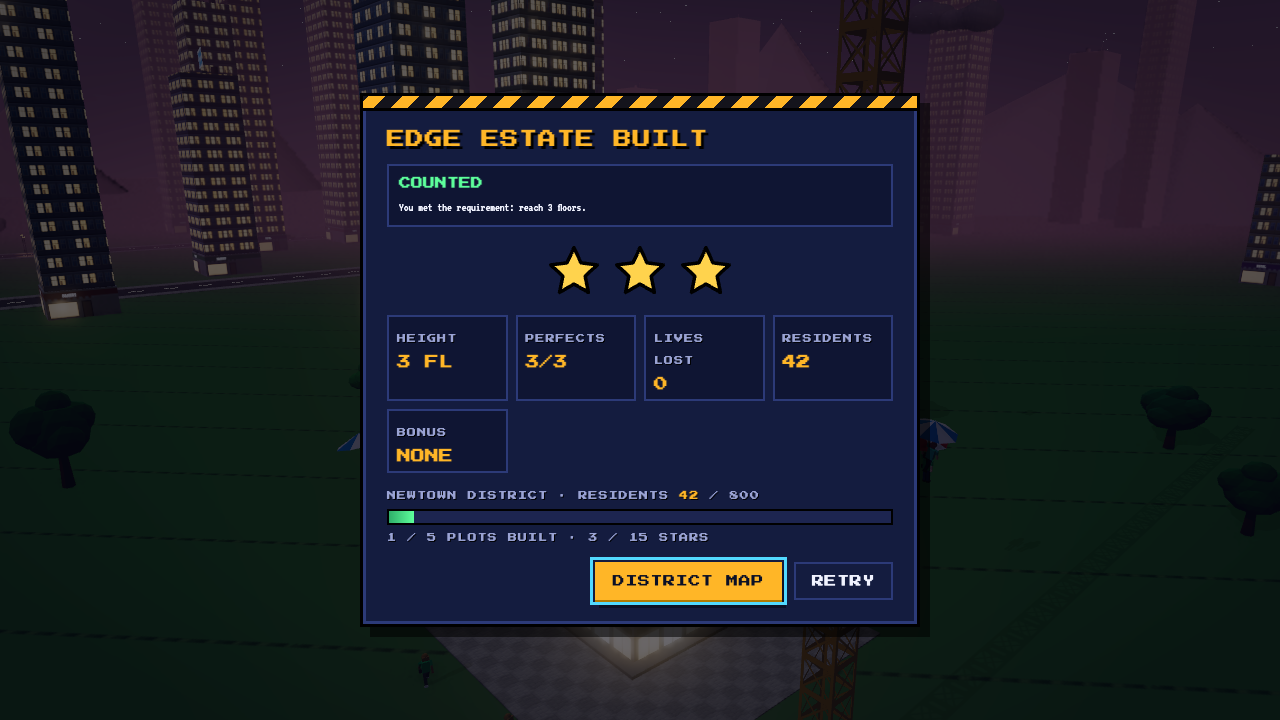 EDGE ESTATE BUILT
COUNTED
You met the requirement: reach 3 floors.
HEIGHT
3 FL
PERFECTS
3/3
LIVES
LOST
0
RESIDENTS
42
BONUS
NONE
NEWTOWN DISTRICT · RESIDENTS 42 / 800
1 / 5 PLOTS BUILT · 3 / 15 STARS
DISTRICT MAP
RETRY